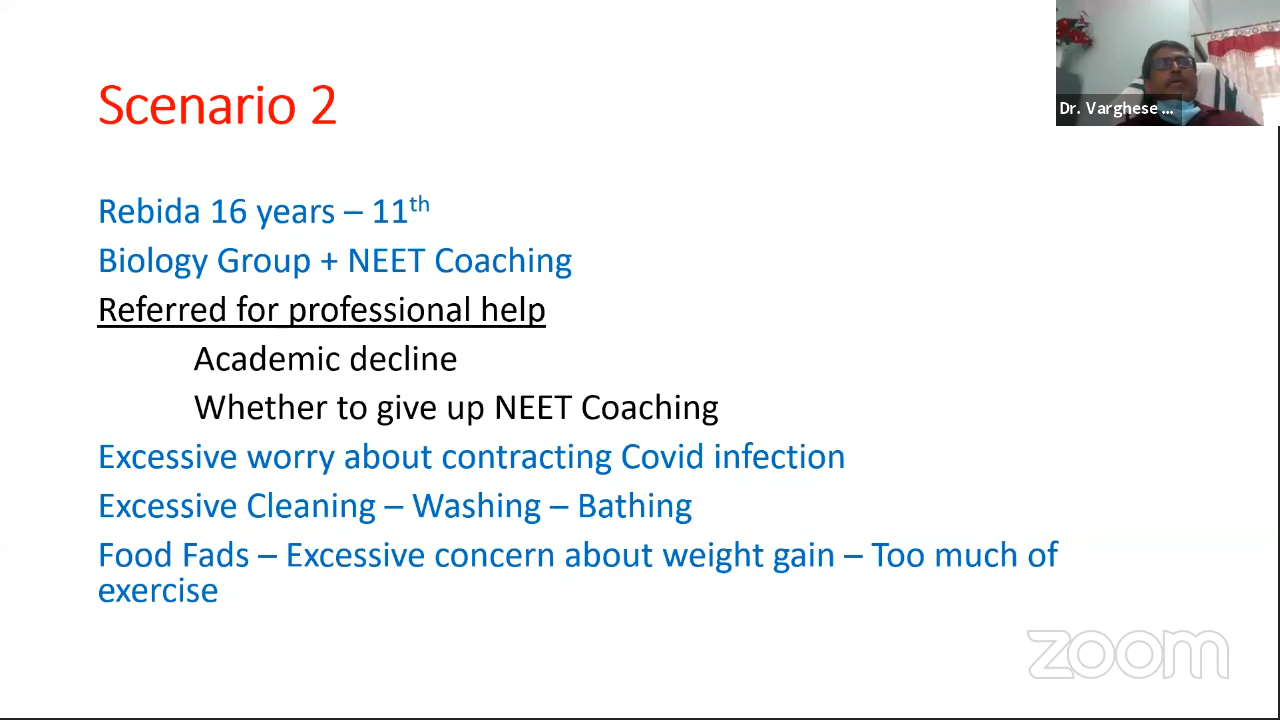 Scenario 2
Dr. Varghese ...
Rebida 16 years – 11th
Biology Group + NEET Coaching
Referred for professional help
Academic decline
Whether to give up NEET Coaching
Excessive worry about contracting Covid infection
Excessive Cleaning – Washing – Bathing
Food Fads – Excessive concern about weight gain – Too much of
exercise
zoom